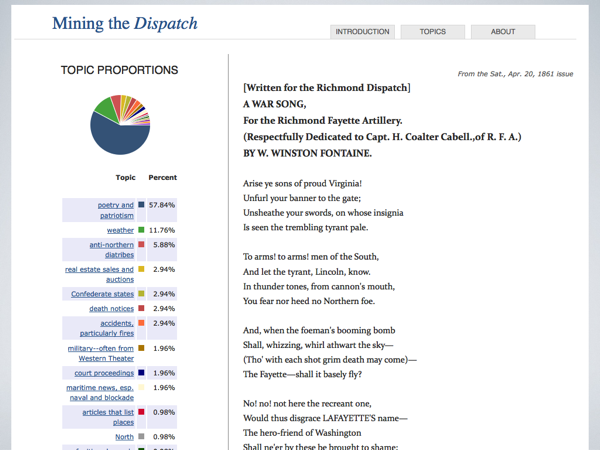 Mining the Dispatch
INTRODUCTION
TOPICS
ABOUT
TOPIC PROPORTIONS
Topic Percent
poetry and
patriotism 57.84%
weather 11.76%
anti-northern
diatribes 5.88%
real estate sales and
auctions 2.94%
Confederate states 2.94%
death notices 2.94%
accidents,
particularly fires 2.94%
military--often from
Western Theater 1.96%
court proceedings 1.96%
maritime news, esp.
naval and blockade 1.96%
articles that list
places 0.98%
North 0.98%
From the Sat., Apr. 20, 1861 issue
[Written for the Richmond Dispatch]
A WAR SONG,
For the Richmond Fayette Artillery.
(Respectfully Dedicated to Capt. H. Coalter Cabell.,of R. F. A.)
BY W. WINSTON FONTAINE.
Arise ye sons of proud Virginia!
Unfurl your banner to the gate;
Unsheathe your swords, on whose insignia
Is seen the trembling tyrant pale.
To arms! to arms! men of the South,
And let the tyrant, Lincoln, know.
In thunder tones, from cannon's mouth,
You fear nor heed no Northern foe.
And, when the foeman's booming bomb
Shall, whizzing, whirl athwart the sky—
(Tho' with each shot grim death may come)—
The Fayette—shall it basely fly?
No! no! not here the recreant one,
Would thus disgrace LAFAYETTE'S name—
The hero-friend of Washington
Shall ne'er by these be brought to shame;